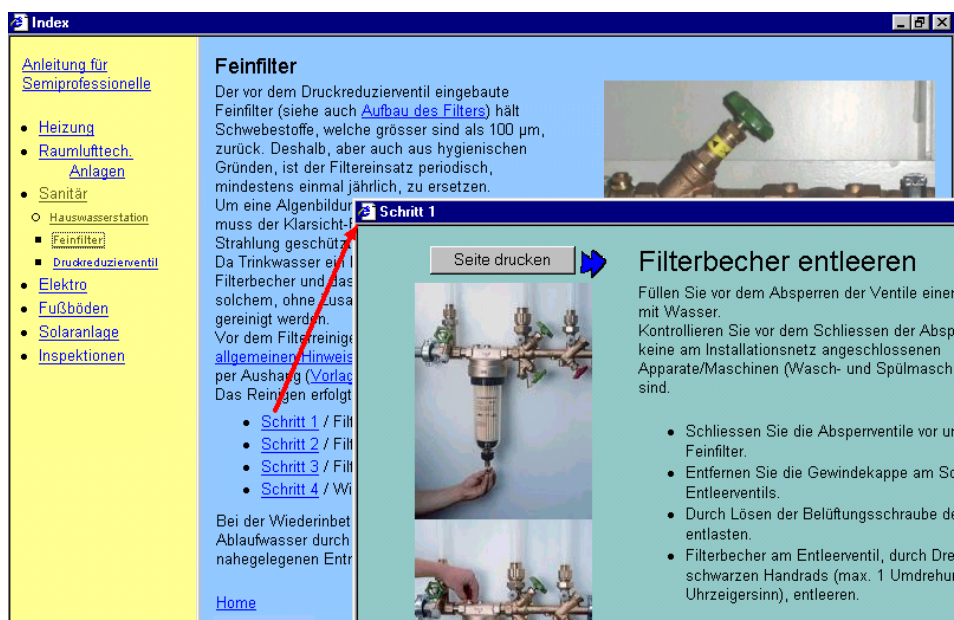 Index
Anleitung für
Semiprofessionelle
Heizung
Raumlufttech.
Anlagen
Sanitär
Hauswasserstation
Feinfilter
Druckreduzierventil
Elektro
Fußböden
Solaranlage
Inspektionen
Feinfilter
Der vor dem Druckreduzierventil eingebaute
Feinfilter (siehe auch Aufbau des Filters) hält
Schwebestoffe, welche grösser sind als 100 µm,
zurück. Deshalb, aber auch aus hygienischen
Gründen, ist der Filtereinsatz periodisch,
mindestens einmal jährlich, zu ersetzen.
Um eine Algenbildu
muss der Klarsicht-
Strahlung geschütz
Da Trinkwasser ein
Filterbecher und das
solchem, ohne Zusa
gereinigt werden.
Vor dem Filterreinige
allgemeinen Hinweis
per Aushang (Vorlag
Das Reinigen erfolgt
Schritt 1 / Filt
Schritt 2 / Filt
Schritt 3 / Filt
Schritt 4 / Wi
Bei der Wiederinbet
Ablaufwasser durch
nahegelegenen Entr
Home
Schritt 1
Seite drucken
Filterbecher entleeren
Füllen Sie vor dem Absperren der Ventile einer
mit Wasser.
Kontrollieren Sie vor dem Schliessen der Absp
keine am Installationsnetz angeschlossenen
Apparate/Maschinen (Wasch- und Spülmasch
sind.
Schliessen Sie die Absperrventile vor u
Feinfilter.
Entfernen Sie die Gewindekappe am Sc
Entleerventils.
Durch Lösen der Belüftungsschraube de
entlasten.
Filterbecher am Entleerventil, durch Dre
schwarzen Handrads (max. 1 Umdrehu
Uhrzeigersinn), entleeren.